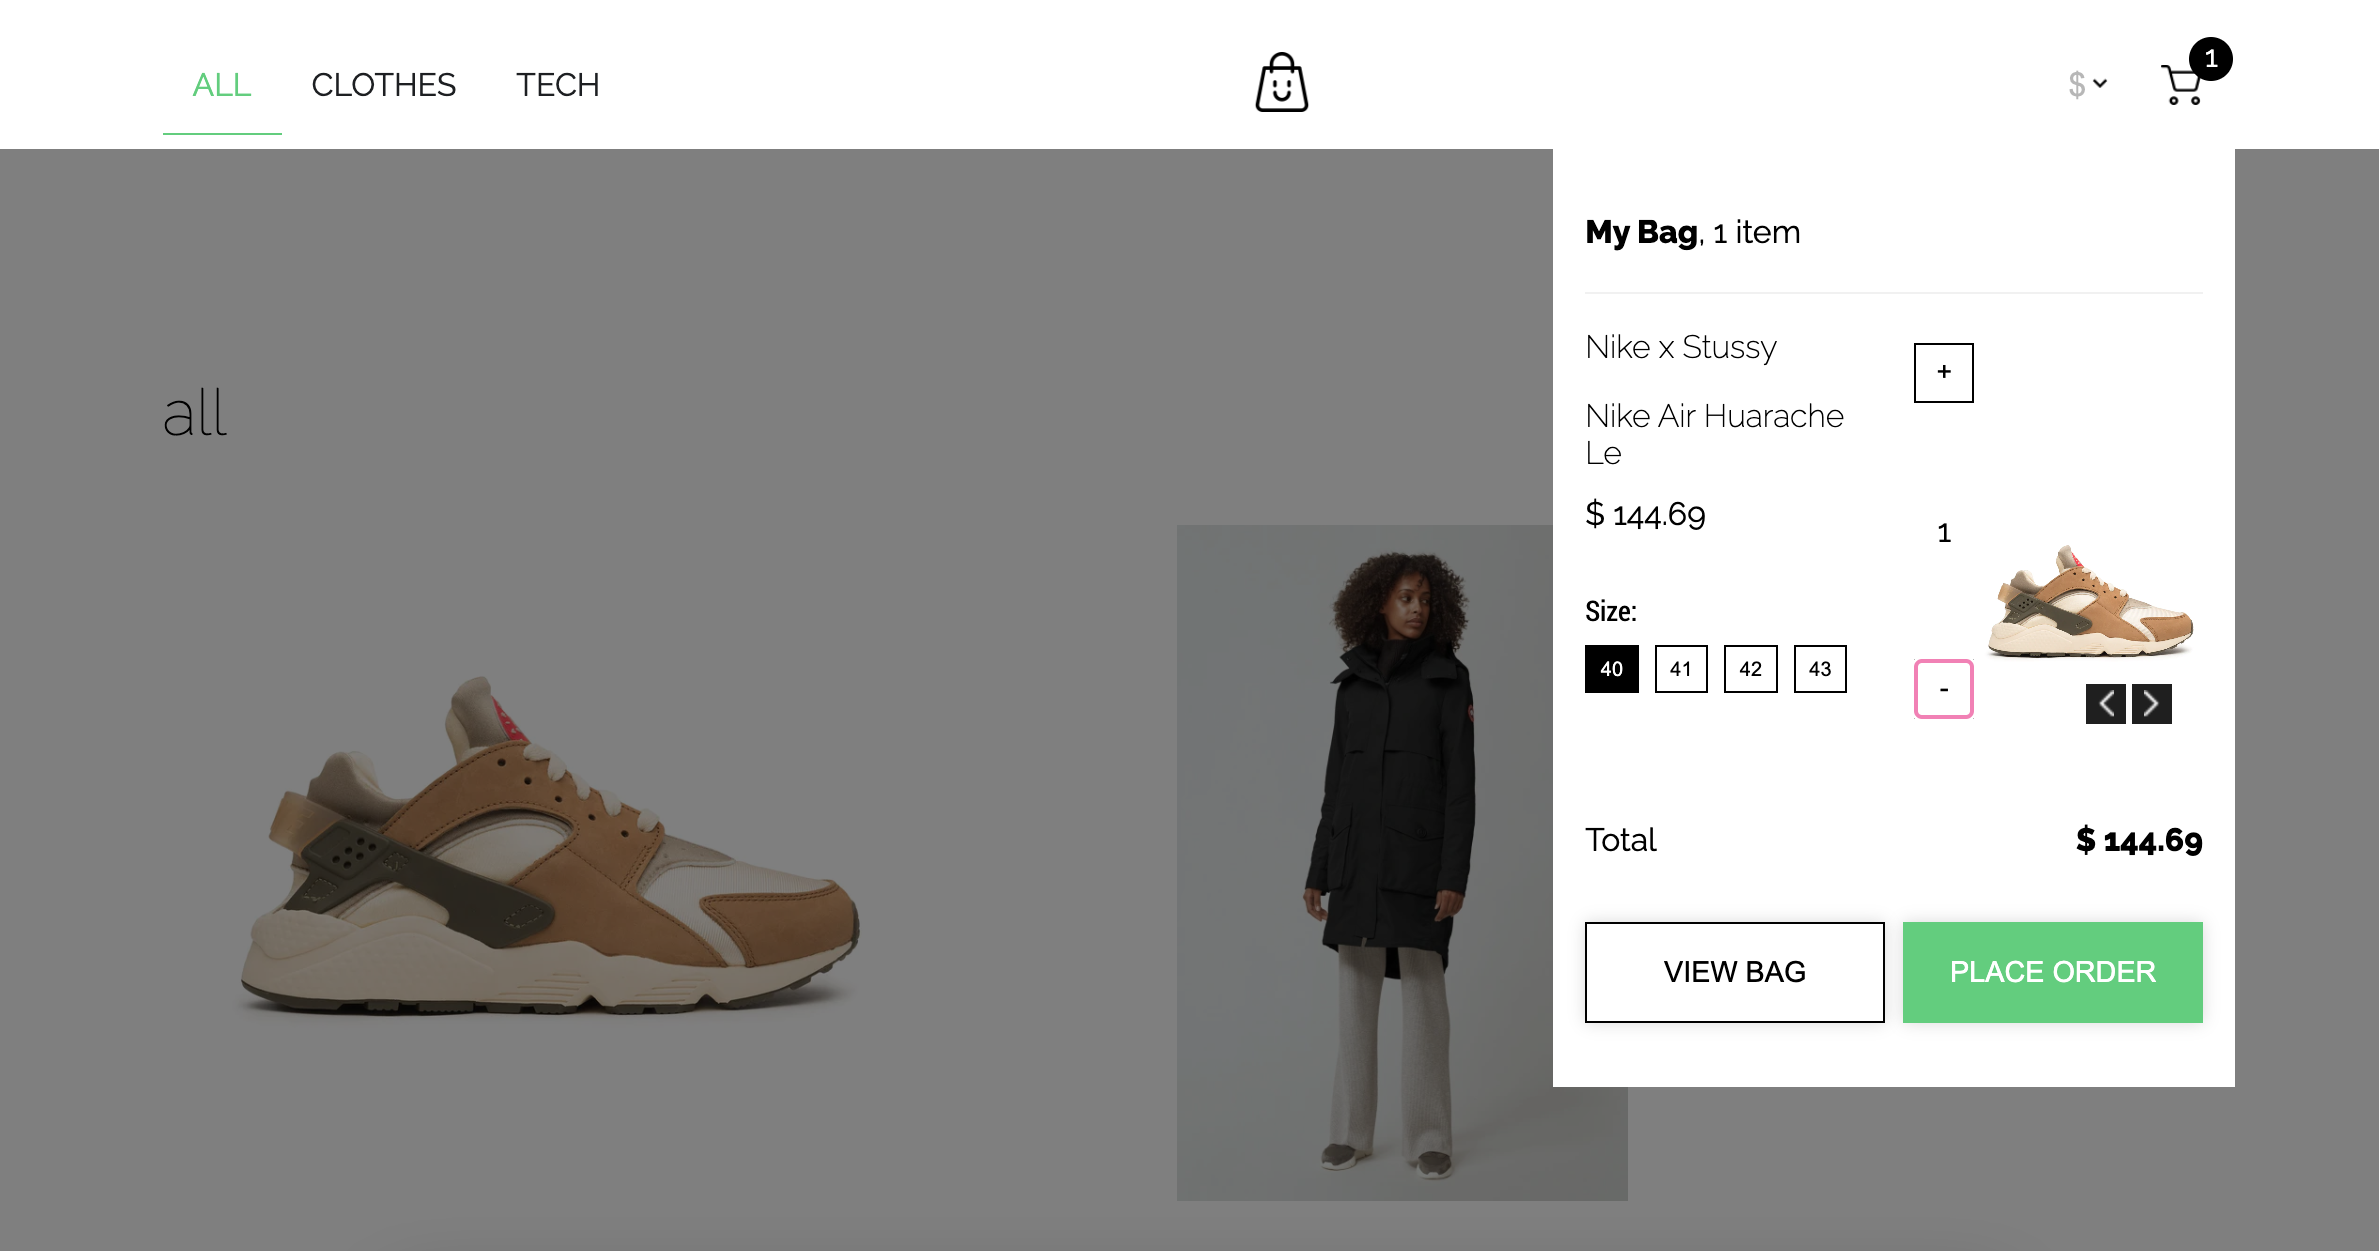 ALL
CLOTHES
TECH
$
1
all
My Bag, 1 item
Nike x Stussy
Nike Air Huarache
Le
$ 144.69
Size:
40 41 42 43
+
1
-
Total
$ 144.69
VIEW BAG
PLACE ORDER